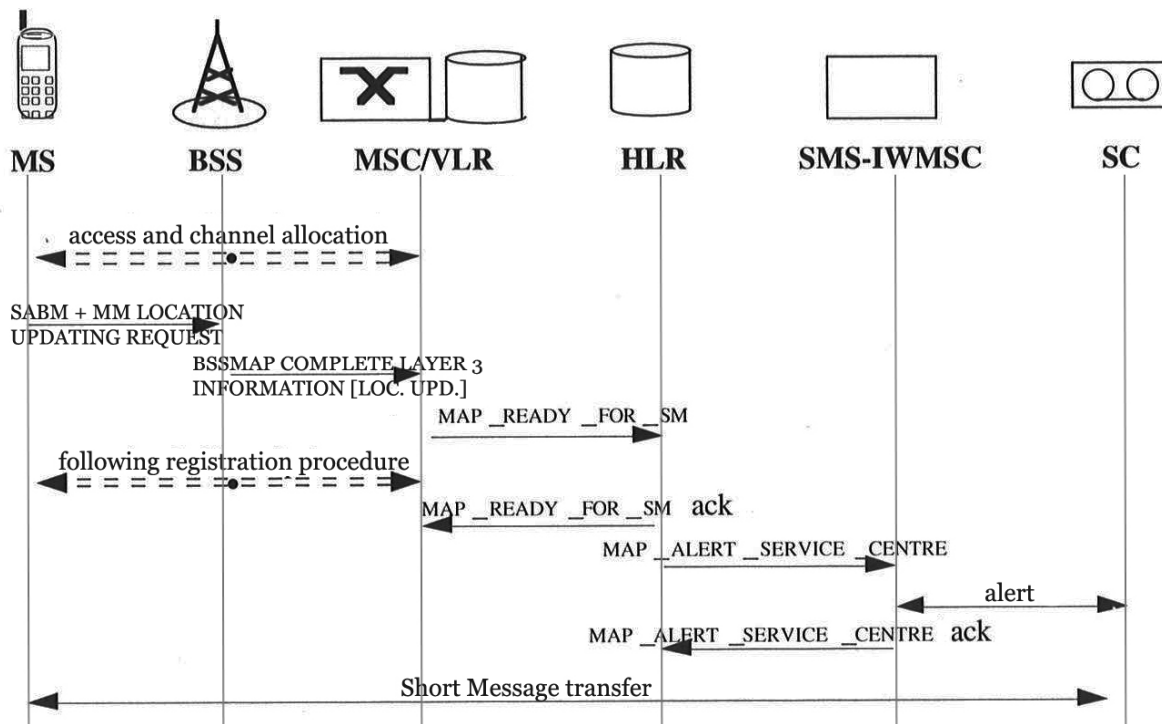 MS BSS MSC/VLR HLR SMS-IWMSC SC
access and channel allocation
SABM + MM LOCATION
UPDATING REQUEST
BSSMAP COMPLETE LAYER 3
INFORMATION [LOC. UPD.]
MAP _READY _FOR _SM
following registration procedure
MAP _READY _FOR _SM ack
MAP _ALERT _SERVICE _CENTRE
alert
MAP _ALERT _SERVICE _CENTRE ack
Short Message transfer